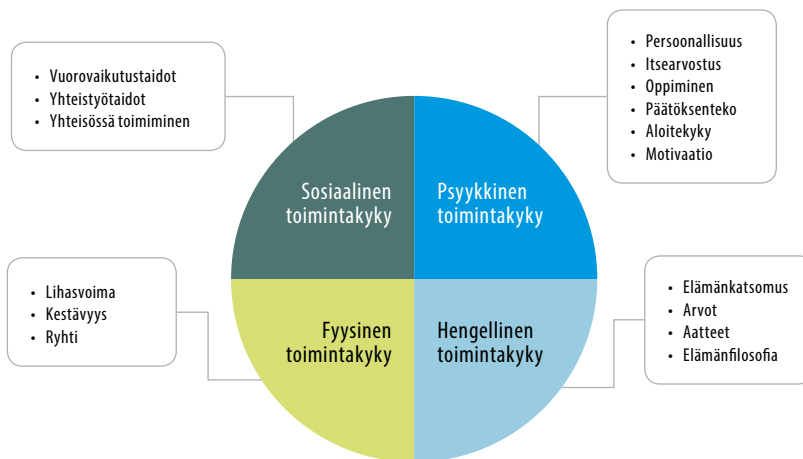 • Vuorovaikutustaidot
• Yhteistyötaidot
• Yhteisössä toimiminen
• Persoonallisuus
• Itsearvostus
• Oppiminen
• Päätöksenteko
• Aloitekyky
• Motivaatio
Sosiaalinen
toimintakyky
Psyykkinen
toimintakyky
• Lihasvoima
• Kestävyys
• Ryhti
Fyysinen
toimintakyky
Hengellinen
toimintakyky
• Elämänkatsomus
• Arvot
• Aatteet
• Elämänfilosofia